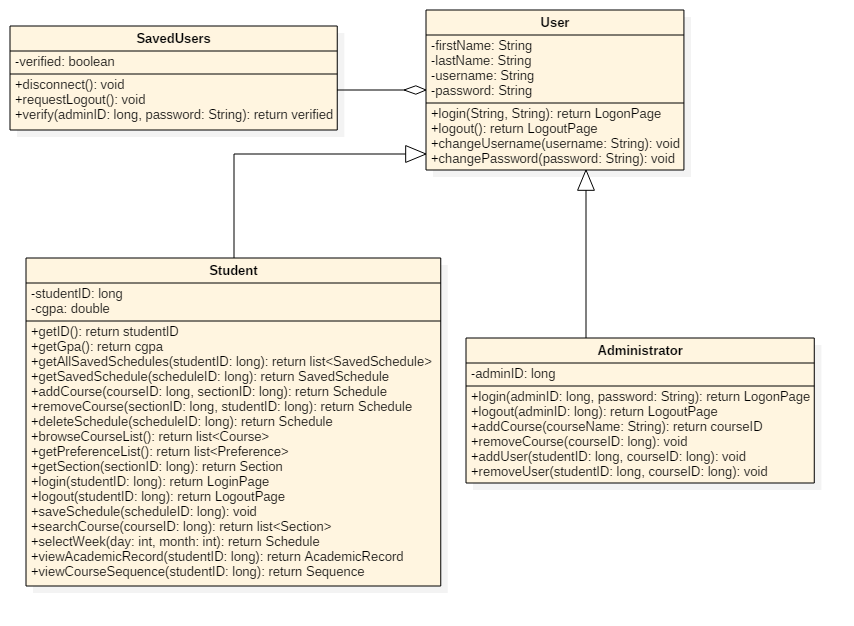 SavedUsers
-verified: boolean
+disconnect(): void
+requestLogout(): void
+verify(adminID: long, password: String): return verified
User
-firstName: String
-lastName: String
-username: String
-password: String
+login(String, String): return LogonPage
+logout(): return LogoutPage
+changeUsername(username: String): void
+changePassword(password: String): void
Student
-studentID: long
-cgpa: double
+getID(): return studentID
+getGpa(): return cgpa
+getAllSavedSchedules(studentID: long): return list<SavedSchedule>
+getSavedSchedule(scheduleID: long): return SavedSchedule
+addCourse(courseID: long, sectionID: long): return Schedule
+removeCourse(sectionID: long, studentID: long): return Schedule
+deleteSchedule(scheduleID: long): return Schedule
+browseCourseList(): return list<Course>
+getPreferenceList(): return list<Preference>
+getSection(sectionID: long): return Section
+login(studentID: long): return LoginPage
+logout(studentID: long): return LogoutPage
+saveSchedule(scheduleID: long): void
+searchCourse(courseID: long): return list<Section>
+selectWeek(day: int, month: int): return Schedule
+viewAcademicRecord(studentID: long): return AcademicRecord
+viewCourseSequence(studentID: long): return Sequence
Administrator
-adminID: long
+login(adminID: long, password: String): return LogonPage
+logout(adminID: long): return LogoutPage
+addCourse(courseName: String): return courseID
+removeCourse(courseID: long): void
+addUser(studentID: long, courseID: long): void
+removeUser(studentID: long, courseID: long): void